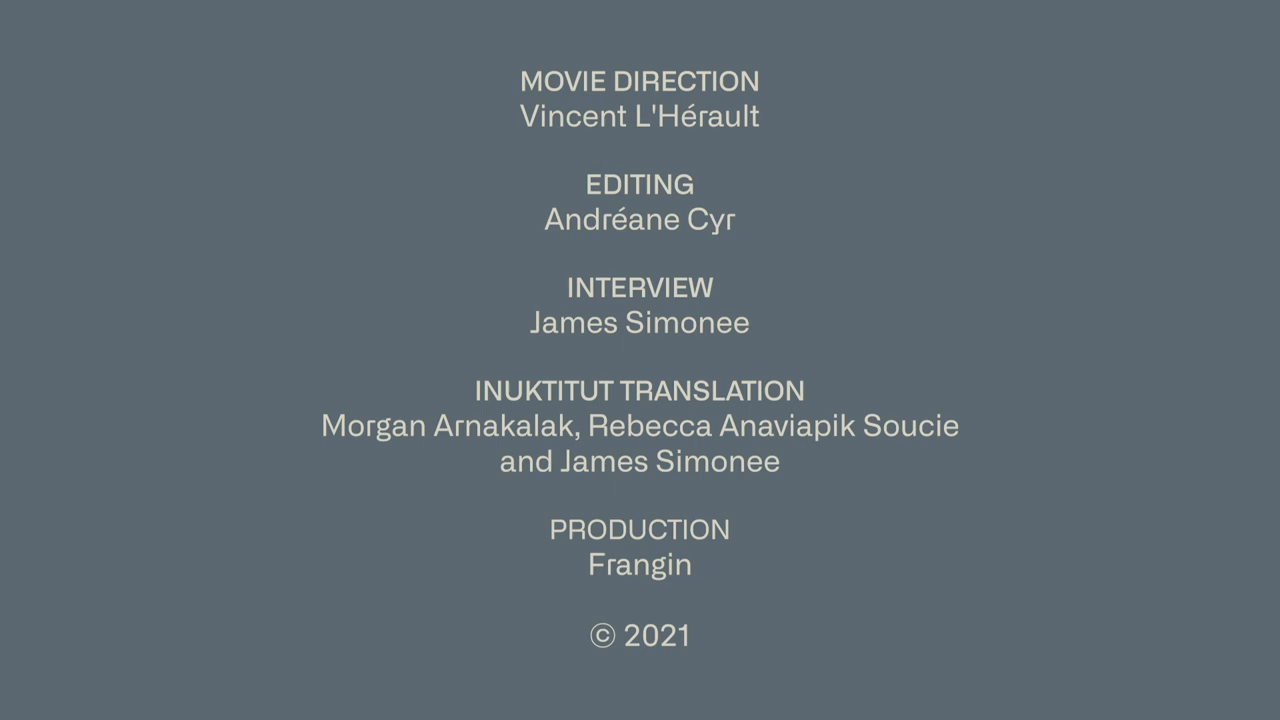 MOVIE DIRECTION
Vincent L'Hérault
EDITING
Andréane Cyr
INTERVIEW
James Simonee
INUKTITUT TRANSLATION
Morgan Arnakalak, Rebecca Anaviapik Soucie
and James Simonee
PRODUCTION
Frangin
© 2021